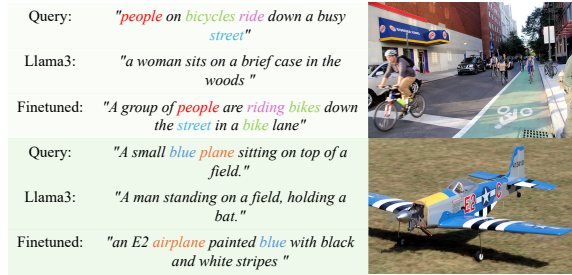 Query:
"people on bicycles ride down a busy
street"
Llama3:
"a woman sits on a brief case in the
woods "
Finetuned:
"A group of people are riding bikes down
the street in a bike lane"
Query:
"A small blue plane sitting on top of a
field."
Llama3:
"A man standing on a field, holding a
bat."
Finetuned:
"an E2 airplane painted blue with black
and white stripes "
E2